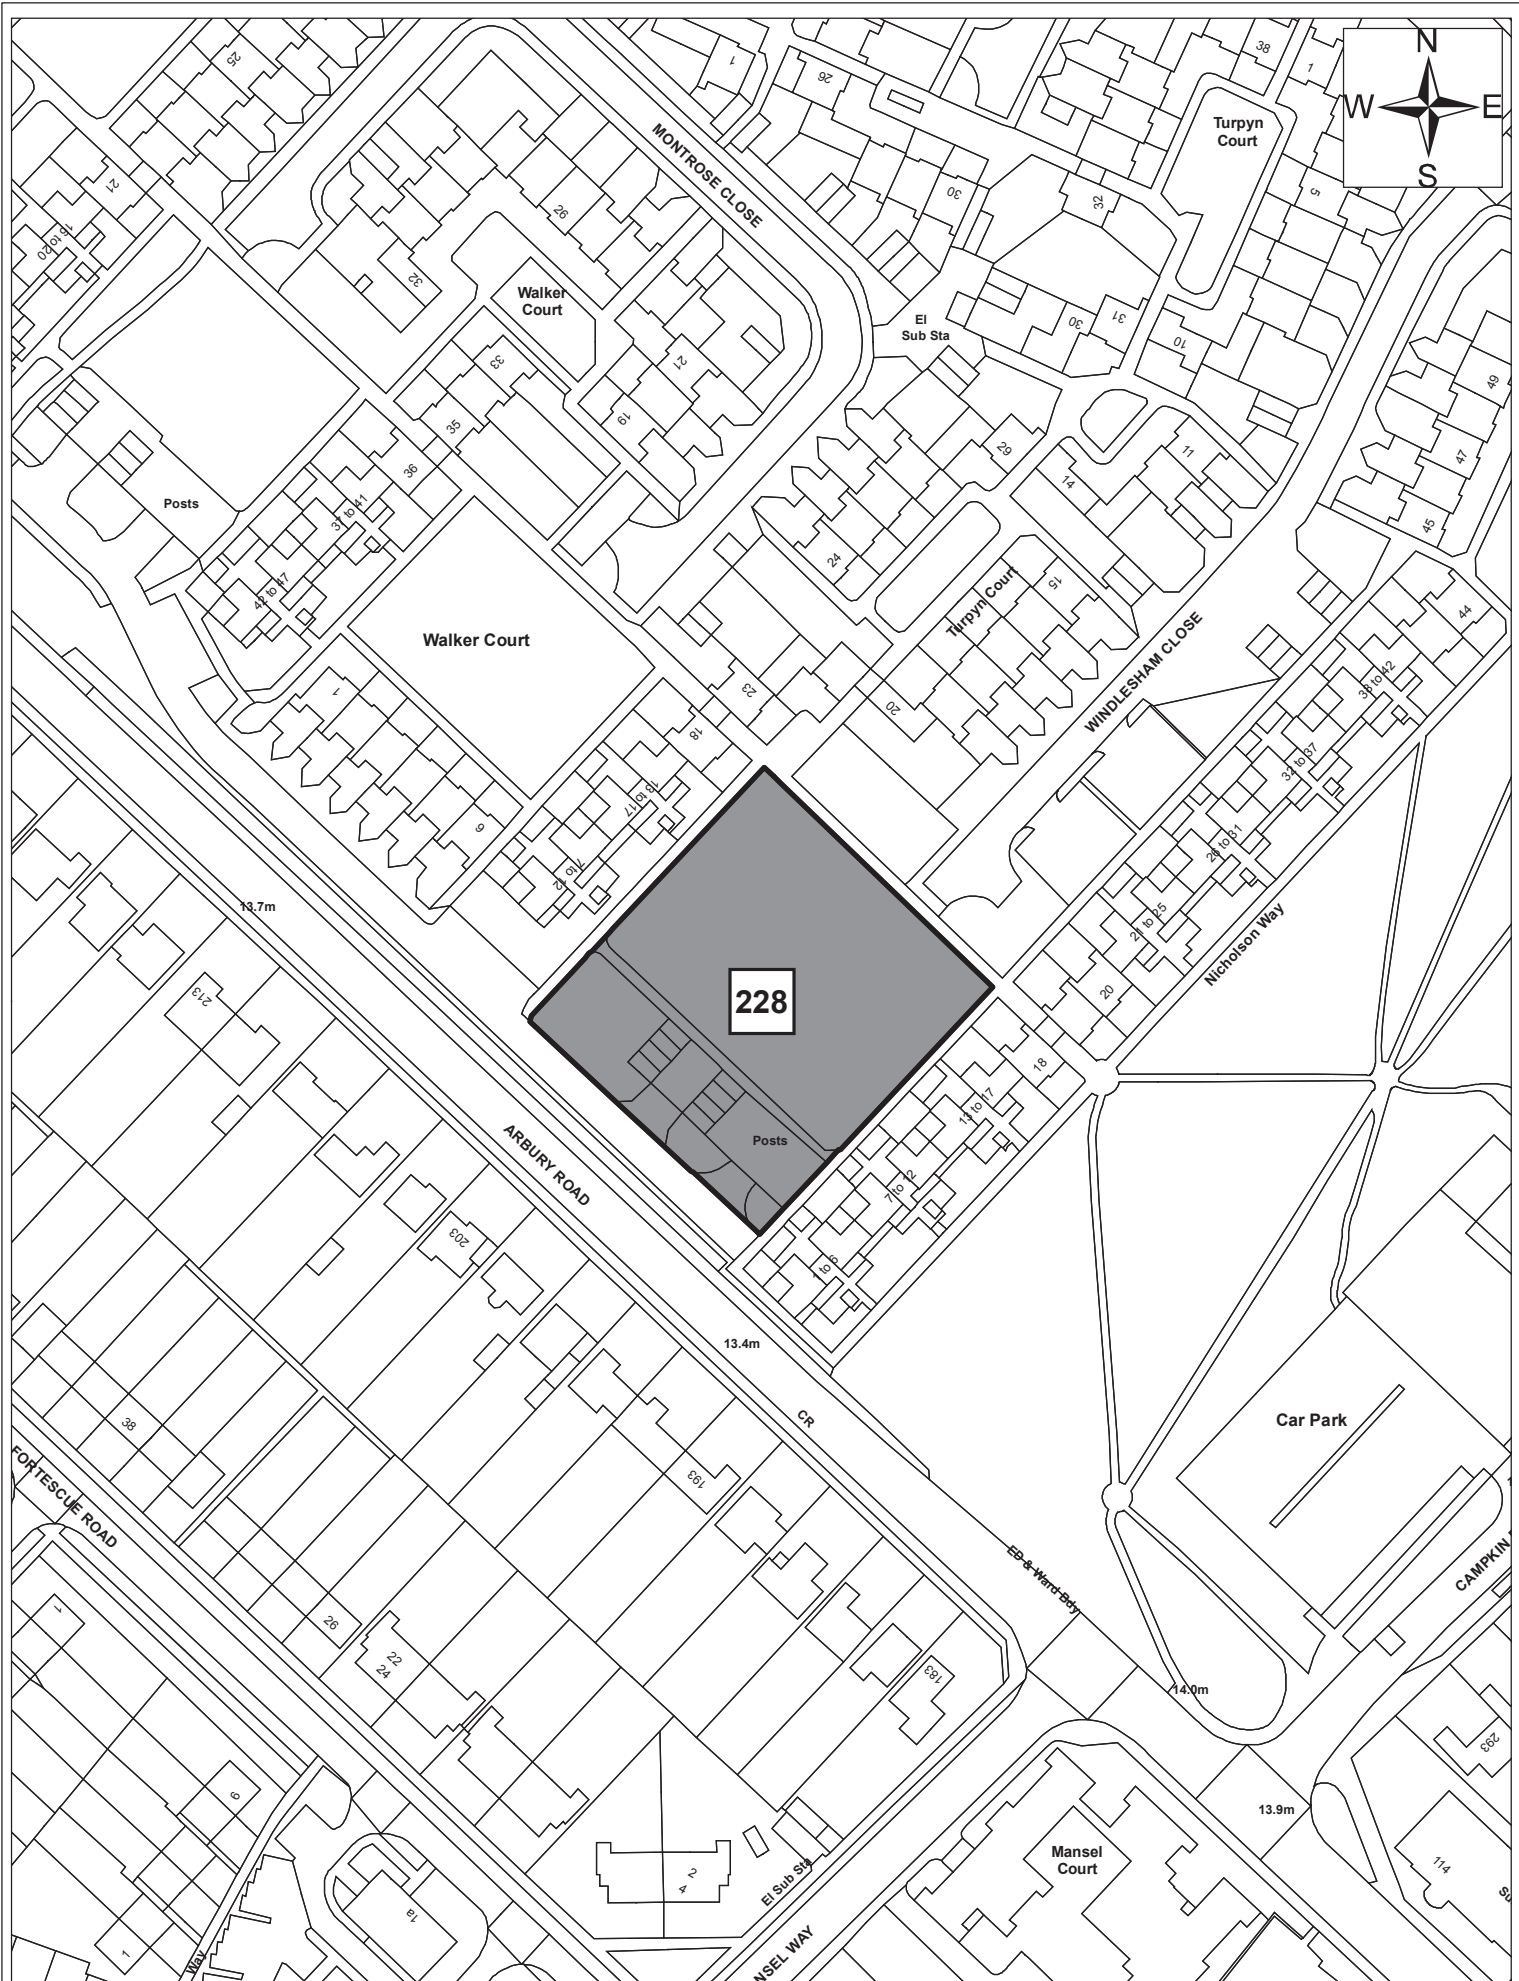 25
1
26
38
1
N
W
E
S
Turpyn
Court
MONTROSE CLOSE
21
16 to 20
26
30
32
5
32
Walker
Court
El
Sub Sta
30
31
10
33
21
49
35
19
36
29
11
47
14
Posts
37 to 41
45
24
42 to 47
Turpyn Court
15
44
Walker Court
WINDLESHAM CLOSE
1
23
38 to 42
20
18
32 to 37
13 to 17
6
26 to 31
7 to 12
13.7m
21 to 25
Nicholson Way
213
228
20
18
13 to 17
ARBURY ROAD
Posts
7 to 12
203
1 to 6
13.4m
CR
Car Park
38
FORTESCUE ROAD
193
ED & Ward Bdy
CAMPKIN
1
26
22
24
183
14.0m
293
6
13.9m
Mansel
Court
2
4
114
El Sub Sta
1a
1
Way
NSEL WAY